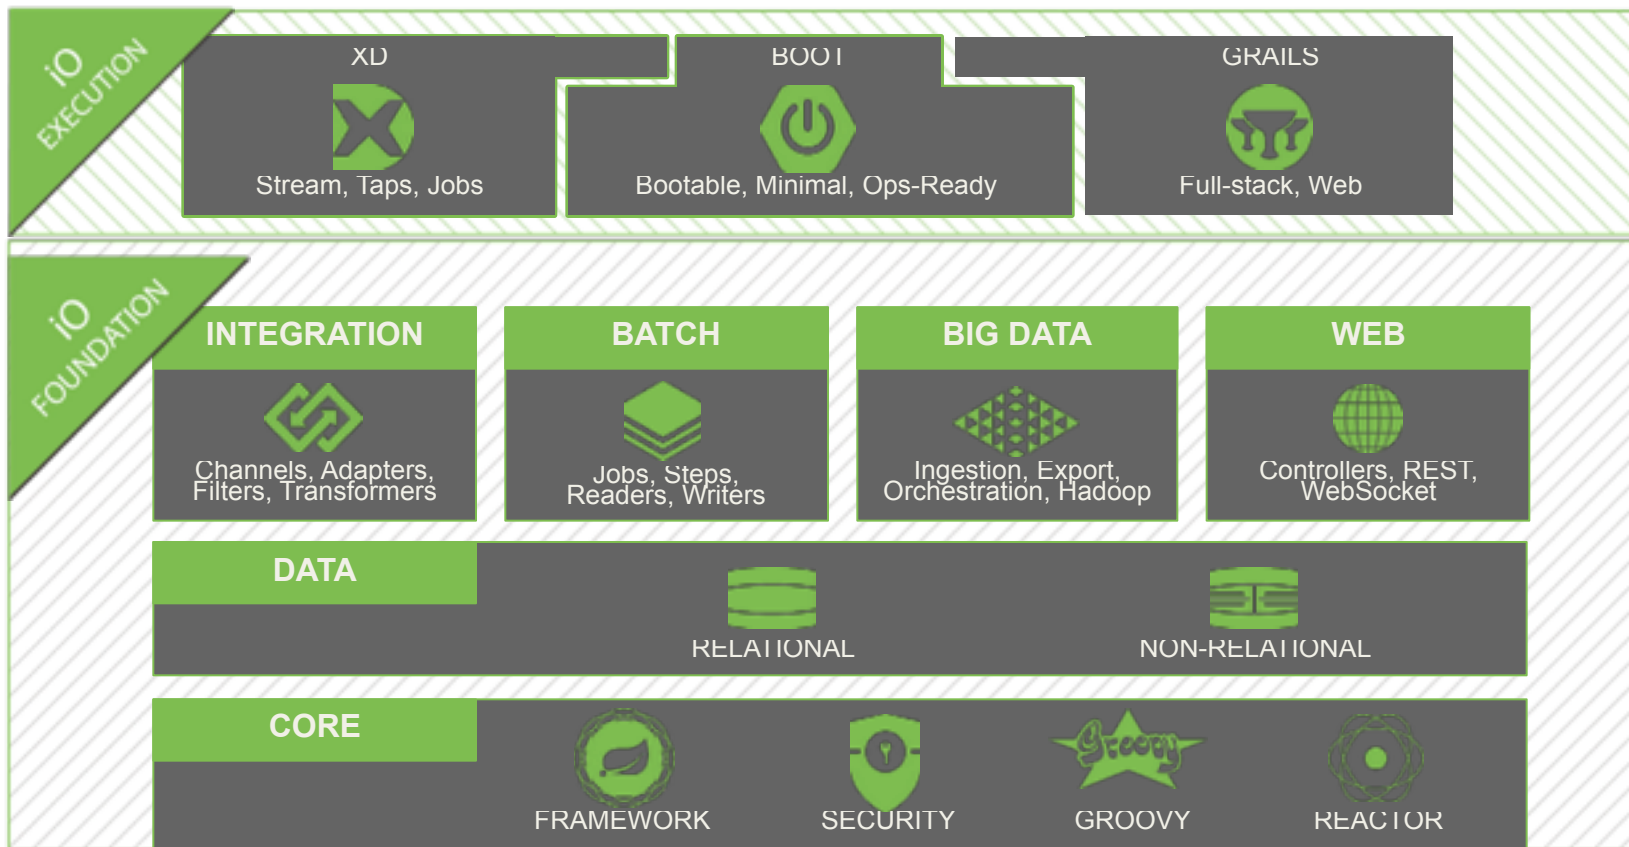 iO
EXECUTION
XD
BOOT
GRAILS
Stream, Taps, Jobs
Bootable, Minimal, Ops-Ready
Full-stack, Web
iO
FOUNDATION
INTEGRATION
BATCH
BIG DATA
WEB
Channels, Adapters,
Filters, Transformers
Jobs, Steps,
Readers, Writers
Ingestion, Export,
Orchestration, Hadoop
Controllers, REST,
WebSocket
DATA
RELATIONAL
NON-RELATIONAL
CORE
Groovy
FRAMEWORK
SECURITY
GROOVY
REACTOR